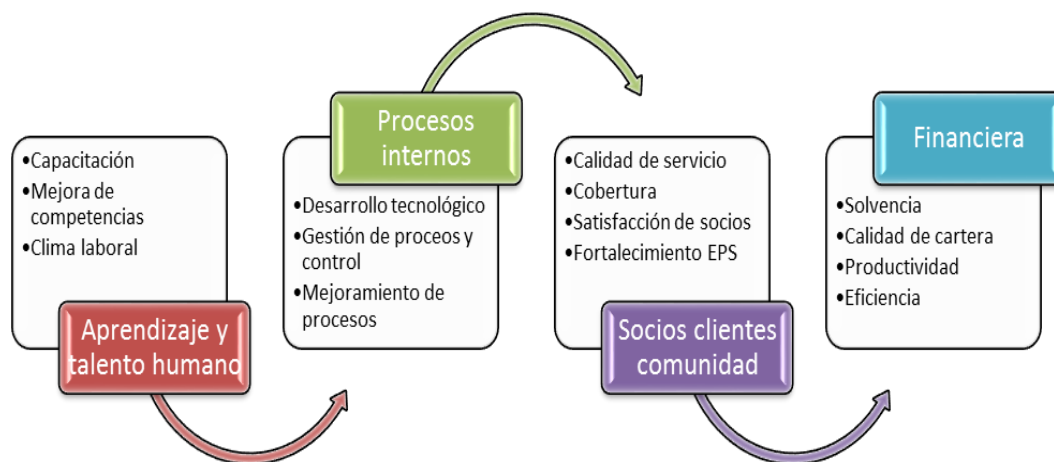 •Capacitación
•Mejora de
competencias
•Clima laboral
Aprendizaje y
talento humano
Procesos
internos
•Desarrollo tecnológico
•Gestión de proceos y
control
•Mejoramiento de
procesos
•Calidad de servicio
•Cobertura
•Satisfacción de socios
•Fortalecimiento EPS
Socios clientes
comunidad
Financiera
•Solvencia
•Calidad de cartera
•Productividad
•Eficiencia